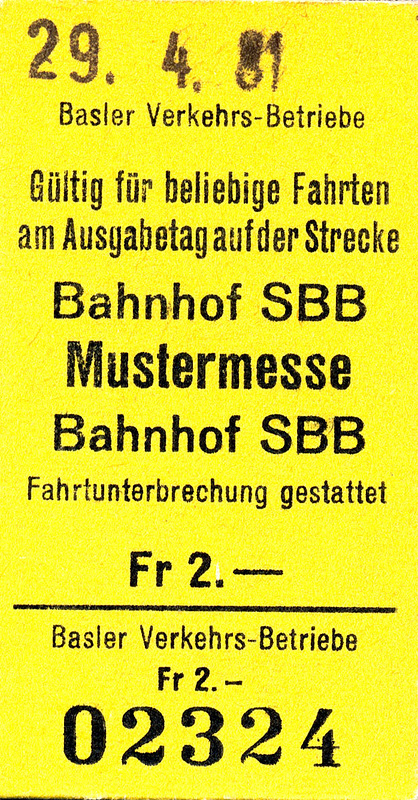 29. 4. 81
Basler Verkehrs-Betriebe
Gültig für beliebige Fahrten
am Ausgabetag auf der Strecke
Bahnhof SBB
Mustermesse
Bahnhof SBB
Fahrtunterbrechung gestattet
Fr 2.—
Basler Verkehrs-Betriebe
Fr 2.–
02324